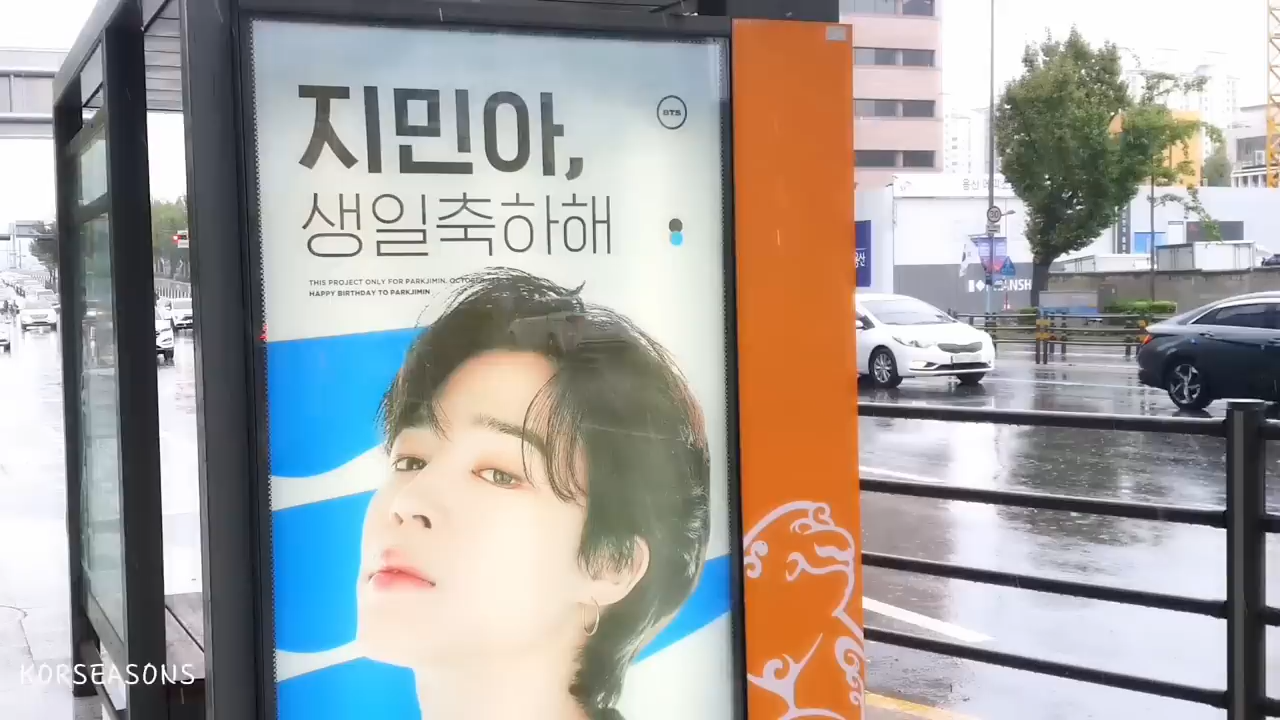 지민아,
BTS
생일축하해
THIS PROJECT ONLY FOR PARKJIMIN.
HAPPY BIRTHDAY TO PARKJIMIN
30
KORSEASONS